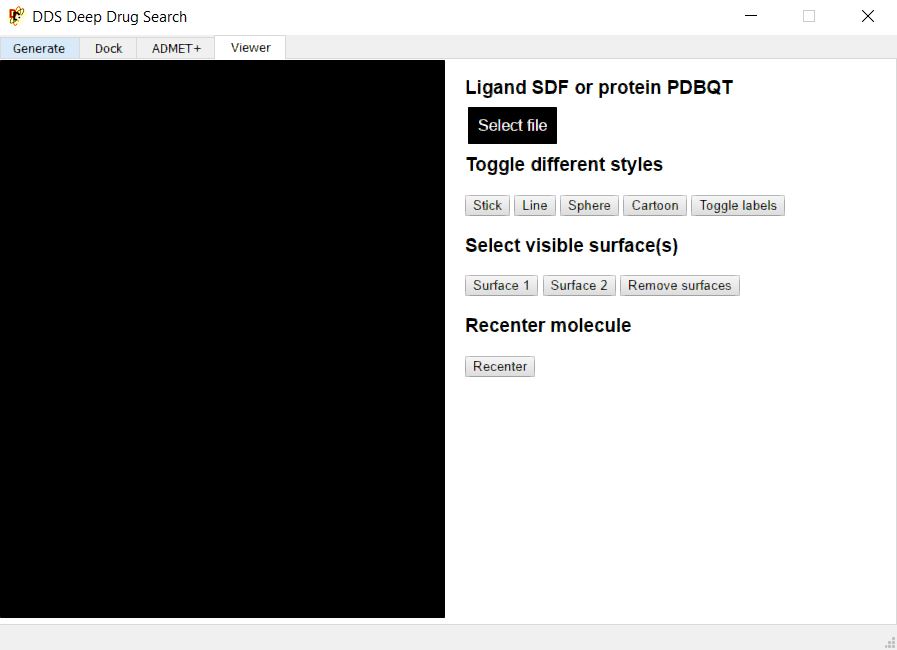 DDS Deep Drug Search
Generate Dock ADMET+ Viewer
Ligand SDF or protein PDBQT
Select file
Toggle different styles
Stick Line Sphere Cartoon Toggle labels
Select visible surface(s)
Surface 1 Surface 2 Remove surfaces
Recenter molecule
Recenter